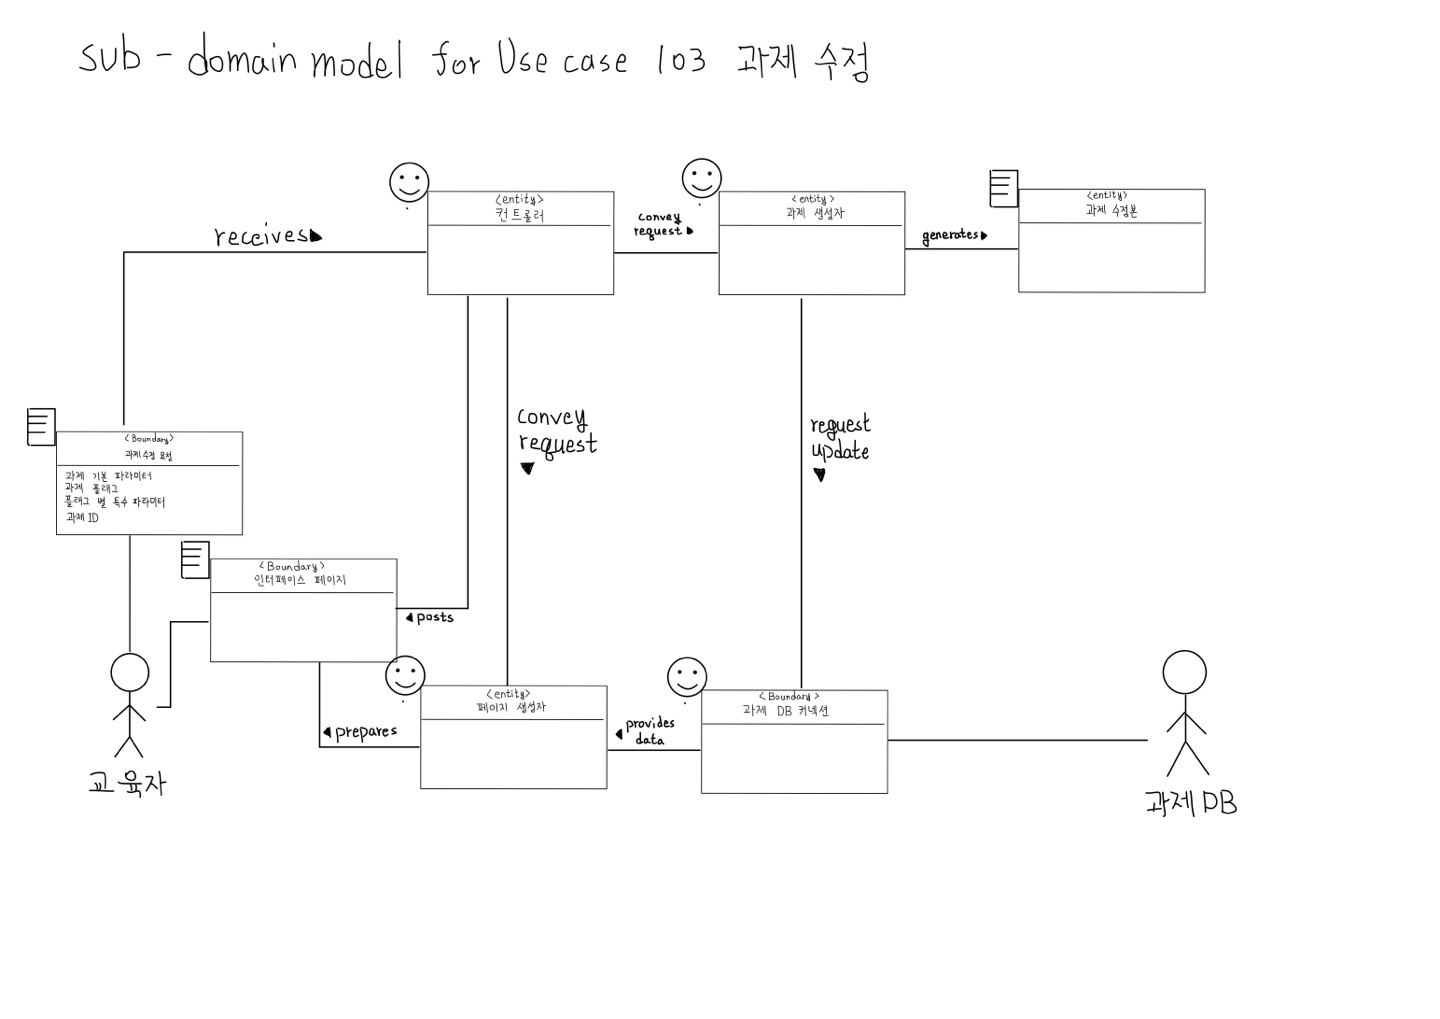 sub - domain model for Use case 103 과제 수정
<entity>
컨트롤러
<entity>
과제 생성자
<entity>
과제 수정본
receives▶
convey
request ▶
generates▶
convey
request
▼
request
update
▼
<Boundary>
과제 수정 요청
과제 기본 파라미터
과제 플래그
플래그 별 특수 파라미터
과제 ID
<Boundary>
인터페이스 페이지
◀ posts
<entity>
페이지 생성자
<Boundary>
과제 DB 커넥션
◀ prepares
◀ provides
data
교육자
과제 DB